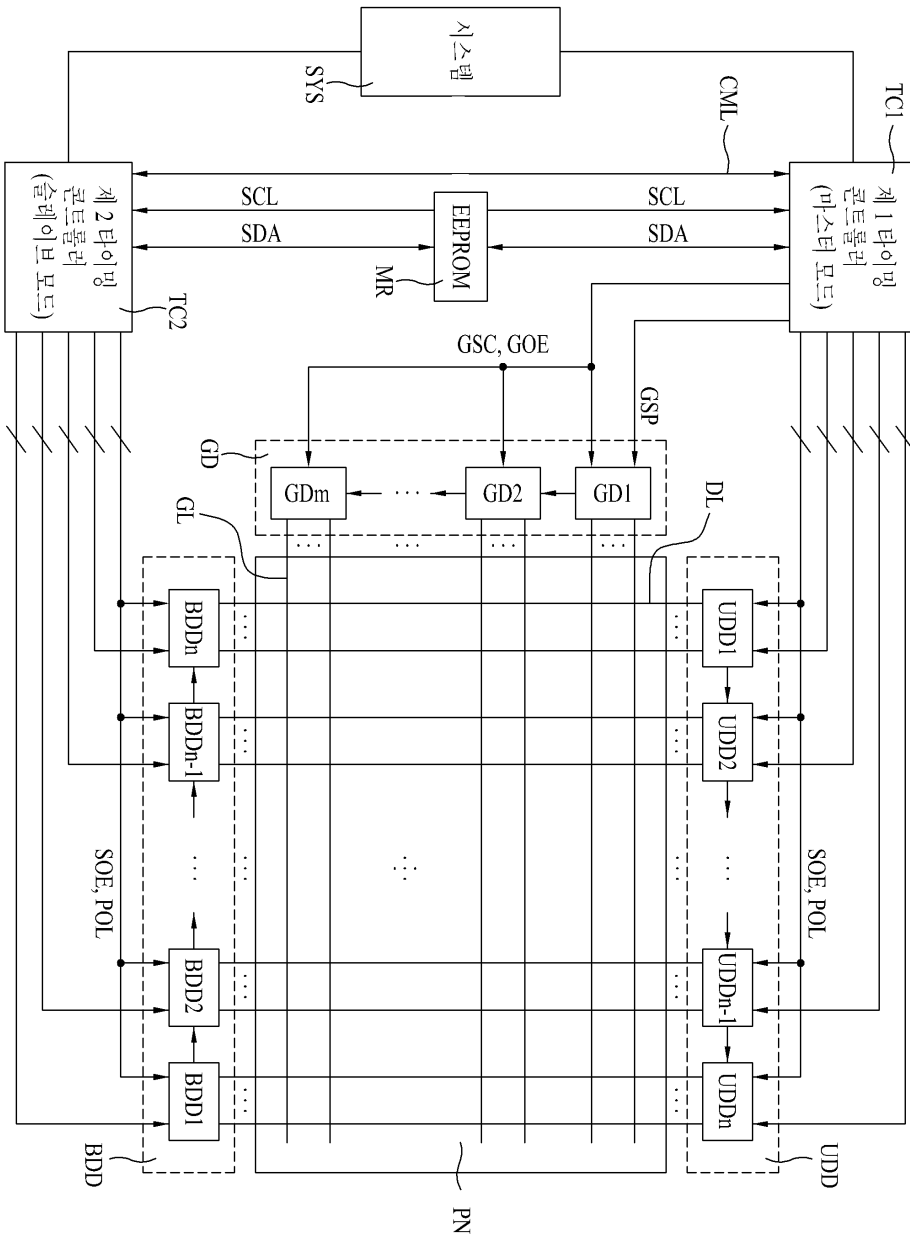 시스템
SYS
TC1
제 1 타이밍
콘트롤러
(마스터 모드)
제 2 타이밍
콘트롤러
(슬레이브 모드)
TC2
CML
SCL
SCL
SDA
SDA
EEPROM
MR
GSC, GOE
GSP
GD
GDm
···
GD2
GD1
GL
DL
UDD1
UDD2
···
UDDn-1
UDDn
UDD
SOE, POL
BDDn
BDDn-1
···
BDD2
BDD1
BDD
SOE, POL
PN